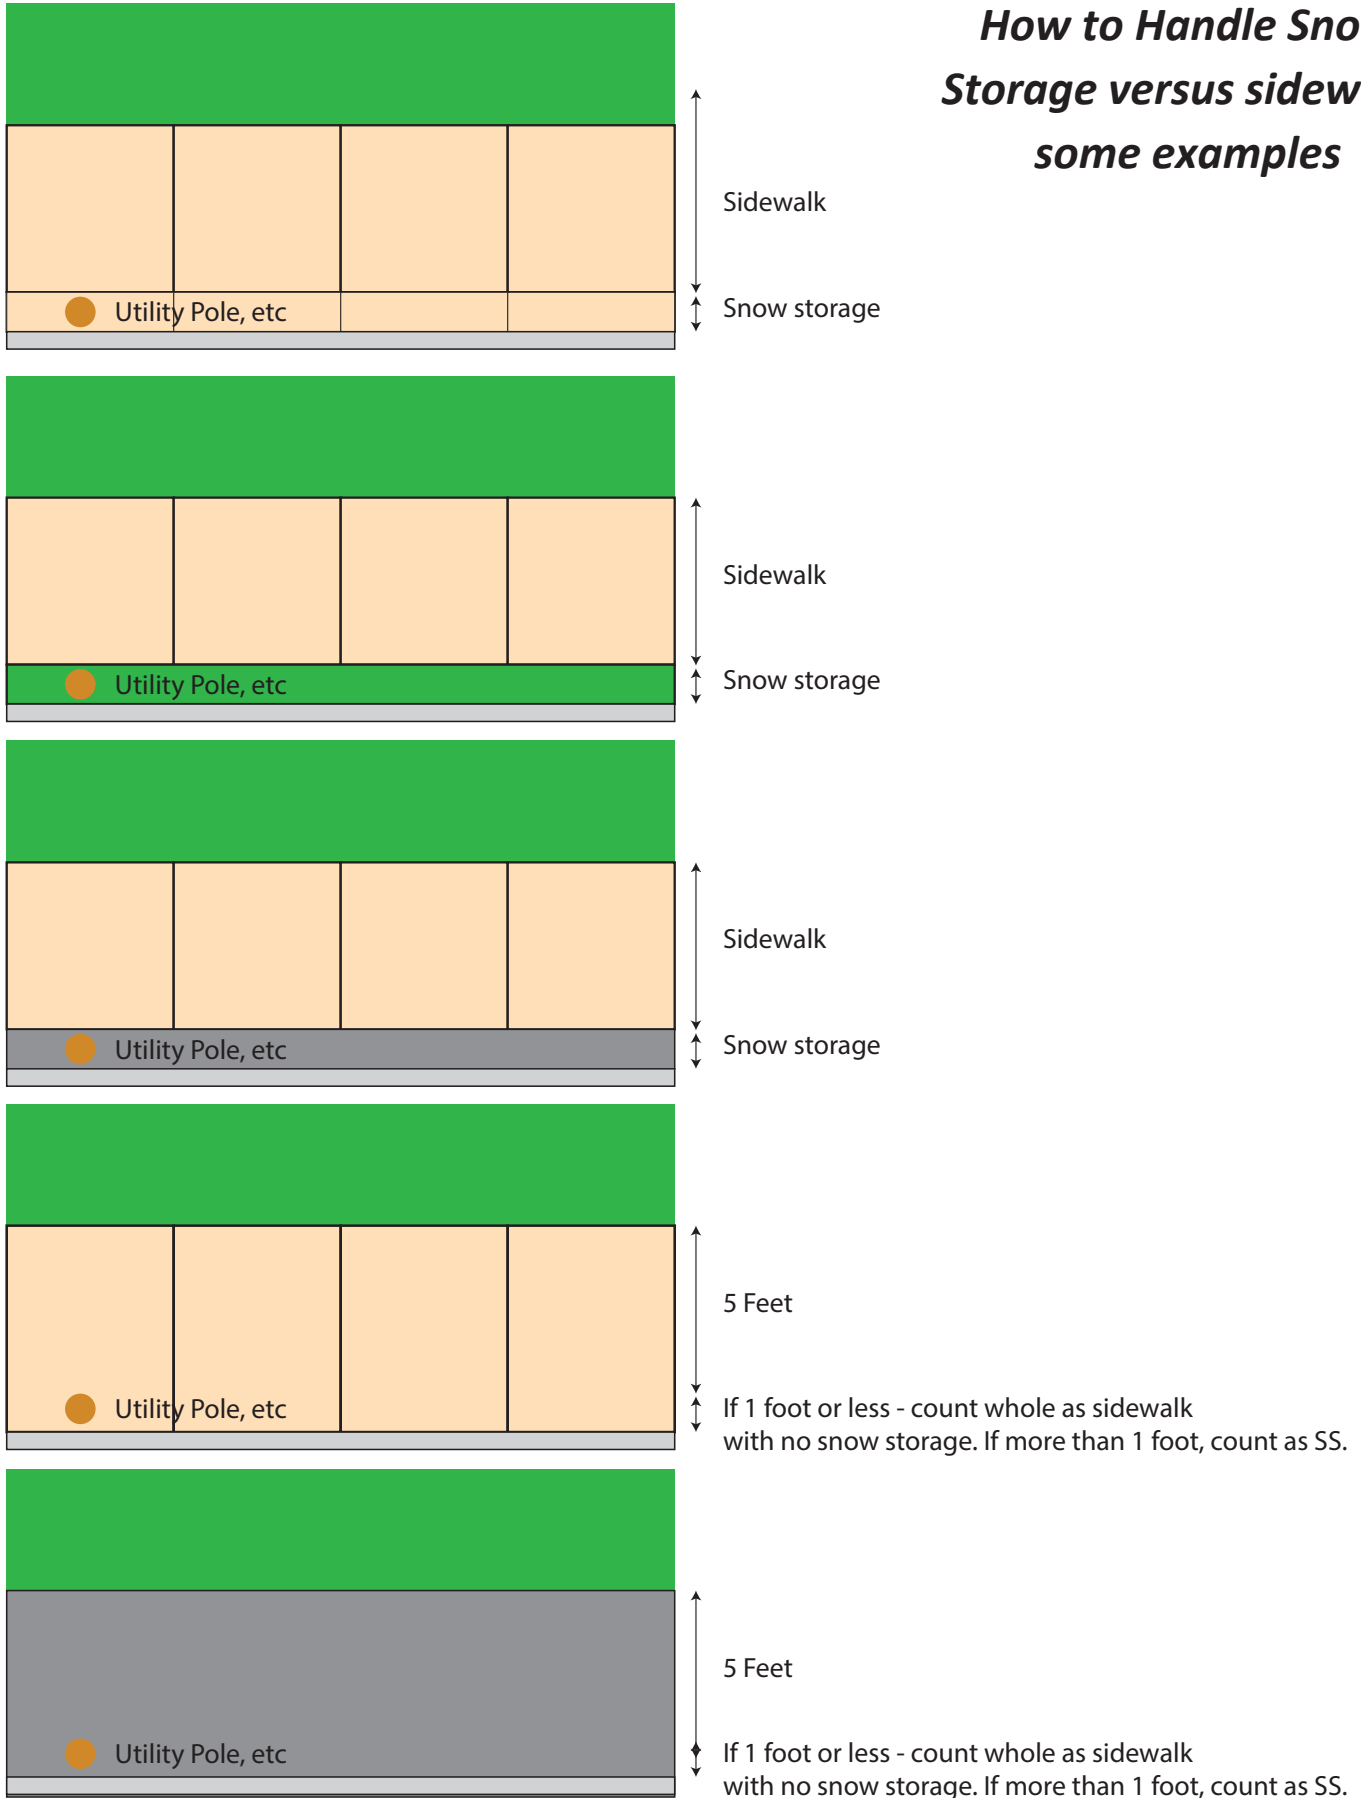 How to Handle Sno
Storage versus sidew
some examples
Sidewalk
Utility Pole, etc
Snow storage
Sidewalk
Utility Pole, etc
Snow storage
Sidewalk
Utility Pole, etc
Snow storage
5 Feet
Utility Pole, etc
If 1 foot or less - count whole as sidewalk
with no snow storage. If more than 1 foot, count as SS.
5 Feet
Utility Pole, etc
If 1 foot or less - count whole as sidewalk
with no snow storage. If more than 1 foot, count as SS.